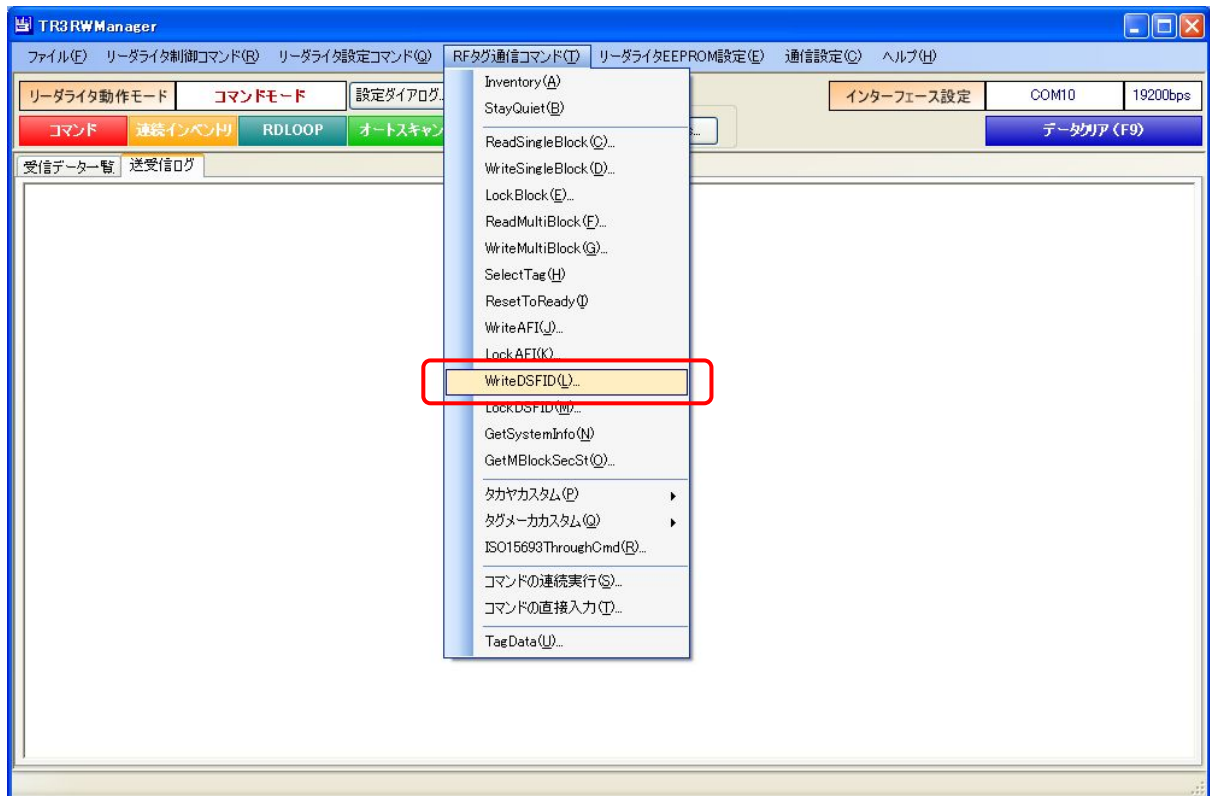 TR3RWManager
ファイル(F) リーダライタ制御コマンド(R) リーダライタ設定コマンド(Q) RFタグ通信コマンド(T) リーダライタEEPROM設定(E) 通信設定(C) ヘルプ(H)
リーダライタ動作モード コマンドモード 設定ダイアログ.. インターフェース設定 COM10 19200bps
コマンド 連続インベントリ RDLOOP オートスキャン データクリア(F9)
受信データ一覧 送受信ログ
Inventory(A)
StayQuiet(B)
ReadSingleBlock(C)...
WriteSingleBlock(D)...
LockBlock(E)...
ReadMultiBlock(F)...
WriteMultiBlock(G)...
SelectTag(H)
ResetToReady(I)
WriteAFI(J)...
LockAFI(K)...
WriteDSFID(L)...
LockDSFID(M)...
GetSystemInfo(N)
GetMBlockSecSt(O)...
タカヤカスタム(P)
タグメーカカスタム(Q)
ISO15693ThroughCmd(R)...
コマンドの連続実行(S)...
コマンドの直接入力(T)...
TagData(U)...